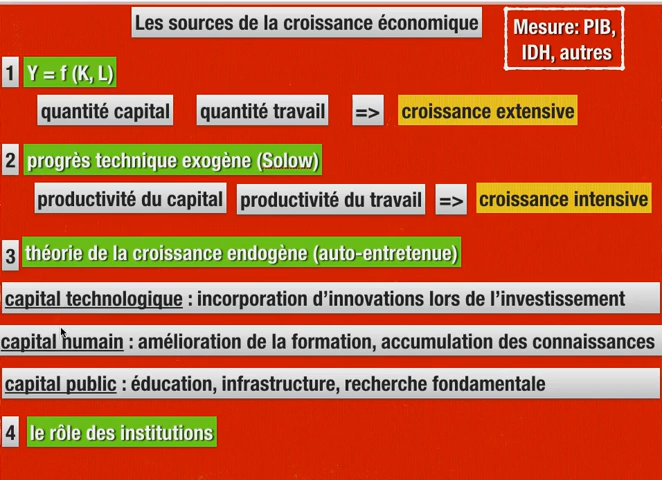 Les sources de la croissance économique
Mesure: PIB,
IDH, autres
1 Y = f (K, L)
quantité capital quantité travail => croissance extensive
2 progrès technique exogène (Solow)
productivité du capital productivité du travail => croissance intensive
3 théorie de la croissance endogène (auto-entretenue)
capital technologique : incorporation d’innovations lors de l’investissement
capital humain : amélioration de la formation, accumulation des connaissances
capital public : éducation, infrastructure, recherche fondamentale
4 le rôle des institutions